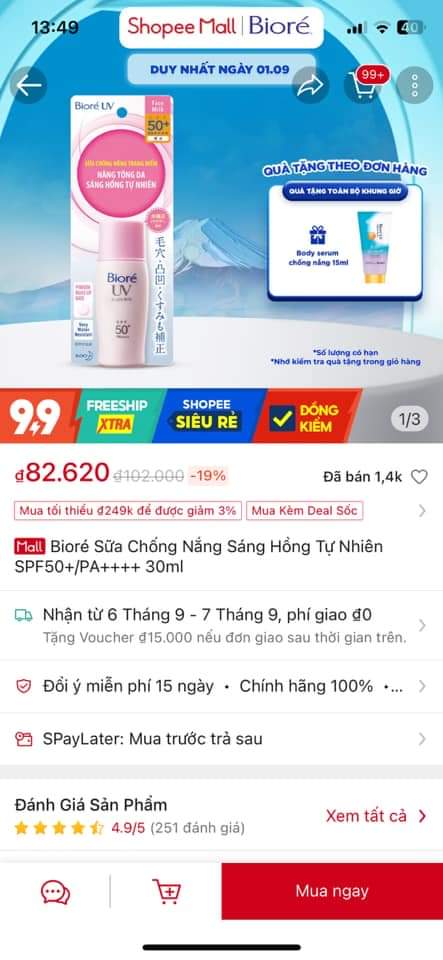 13:49
40
Shopee Mall | Bioré
DUY NHẤT NGÀY 01.09
99+
Bioré UV
Face Milk
50+
SỮA CHỐNG NẮNG TRANG ĐIỂM
NÂNG TÔNG DA
SÁNG HỒNG TỰ NHIÊN
毛穴・凸凹・くすみも補正
Bioré
UV
SPF
50+
PA++++
Very Water Resistant
QUÀ TẶNG THEO ĐƠN HÀNG
QUÀ TẶNG TOÀN BỘ KHUNG GIỜ
Body serum
chống nắng 15ml
*Số lượng có hạn
*Nhớ kiểm tra quà tặng trong giỏ hàng
9.9
FREESHIP
XTRA
SHOPEE
SIÊU RẺ
ĐỒNG
KIỂM
1/3
₫82.620 ₫102.000 -19%
Đã bán 1,4k
Mua tối thiểu ₫249k để được giảm 3%
Mua Kèm Deal Sốc
Mall Bioré Sữa Chống Nắng Sáng Hồng Tự Nhiên
SPF50+/PA++++ 30ml
Nhận từ 6 Tháng 9 - 7 Tháng 9, phí giao ₫0
Tặng Voucher ₫15.000 nếu đơn giao sau thời gian trên.
Đổi ý miễn phí 15 ngày • Chính hãng 100% •...
SPayLater: Mua trước trả sau
Đánh Giá Sản Phẩm
4.9/5 (251 đánh giá)
Xem tất cả
Mua ngay